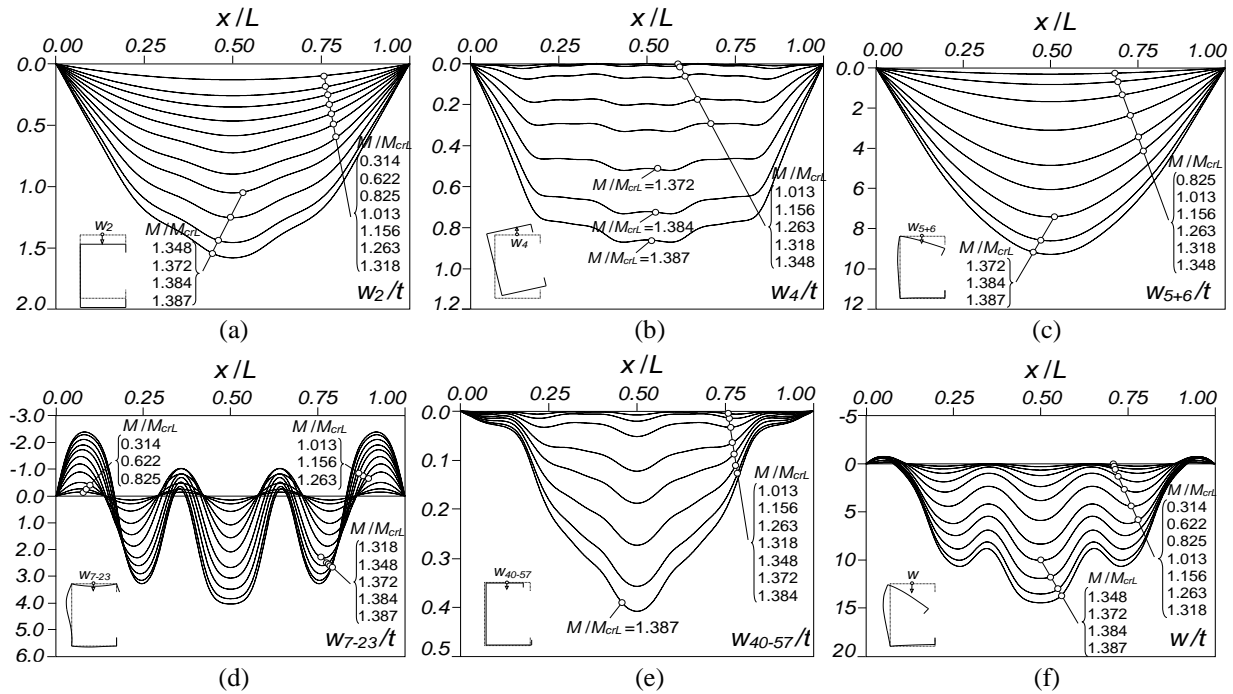 x/L
0.00 0.25 0.50 0.75 1.00
0.0
0.5
1.0
1.5
2.0
w2
M/McrL
1.348
1.372
1.384
1.387
M/McrL
0.314
0.622
0.825
1.013
1.156
1.263
1.318
w2/t
(a)
x/L
0.00 0.25 0.50 0.75 1.00
0.0
0.2
0.4
0.6
0.8
1.0
1.2
w4
M/McrL=1.372
M/McrL=1.384
M/McrL=1.387
M/McrL
1.013
1.156
1.263
1.318
1.348
w4/t
(b)
x/L
0.00 0.25 0.50 0.75 1.00
0.0
2
4
6
8
10
12
w5+6
M/McrL
1.372
1.384
1.387
M/McrL
0.825
1.013
1.156
1.263
1.318
1.348
w5+6/t
(c)
x/L
0.00 0.25 0.50 0.75 1.00
-3.0
-2.0
-1.0
0.0
1.0
2.0
3.0
4.0
5.0
6.0
M/McrL
0.314
0.622
0.825
M/McrL
1.013
1.156
1.263
M/McrL
1.318
1.348
1.372
1.384
1.387
w7-23
w7-23/t
(d)
x/L
0.00 0.25 0.50 0.75 1.00
0.0
0.1
0.2
0.3
0.4
0.5
w40-57
M/McrL=1.387
M/McrL
1.013
1.156
1.263
1.318
1.348
1.372
1.384
w40-57/t
(e)
x/L
0.00 0.25 0.50 0.75 1.00
-5
0
5
10
15
20
w
M/McrL
1.348
1.372
1.384
1.387
M/McrL
0.314
0.622
0.825
1.013
1.156
1.263
1.318
w/t
(f)